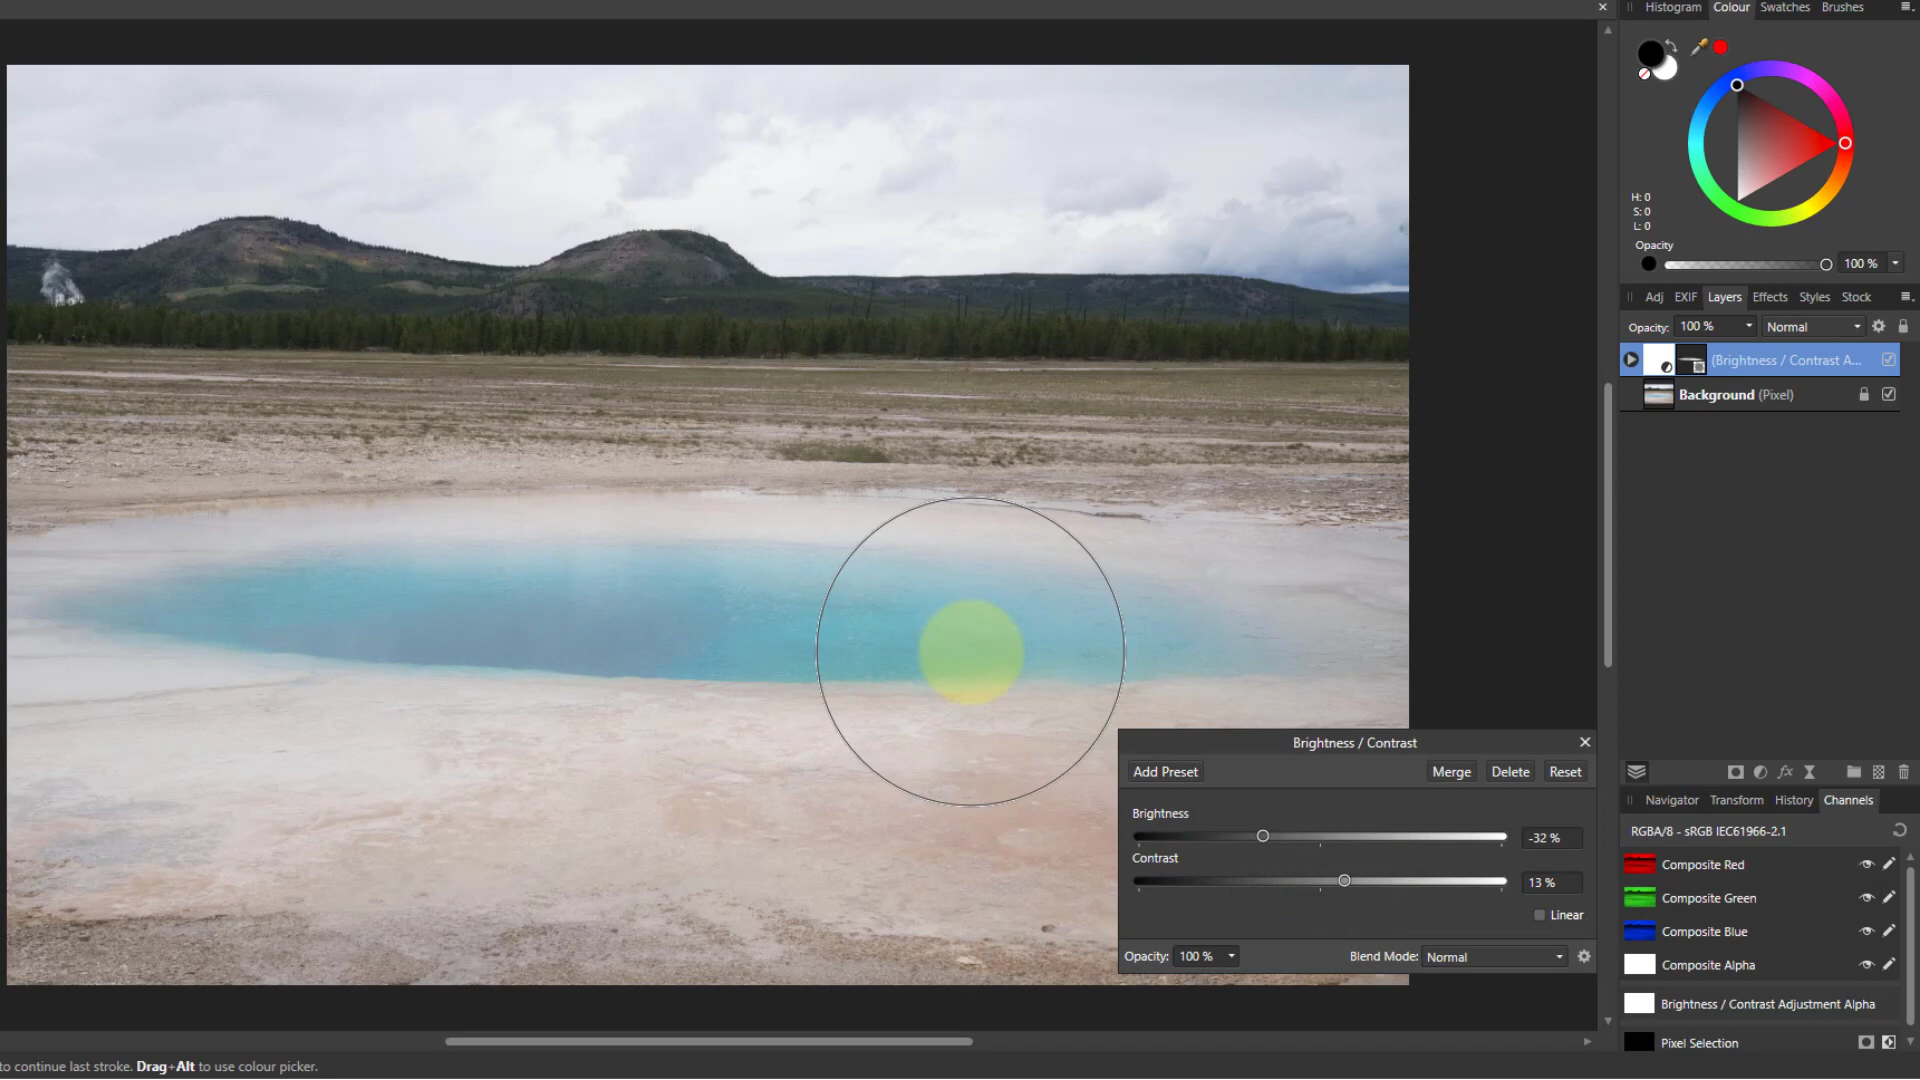 Histogram Colour Swatches Brushes
H: 0
S: 0
L: 0
Opacity
100 %
Adj EXIF Layers Effects Styles Stock
Opacity: 100 % Normal
(Brightness / Contrast A...
Background (Pixel)
Brightness / Contrast
Add Preset Merge Delete Reset
Brightness
-32 %
Contrast
13 %
Linear
Opacity: 100 % Blend Mode: Normal
Navigator Transform History Channels
RGBA/8 - sRGB IEC61966-2.1
Composite Red
Composite Green
Composite Blue
Composite Alpha
Brightness / Contrast Adjustment Alpha
Pixel Selection
to continue last stroke. Drag+Alt to use colour picker.